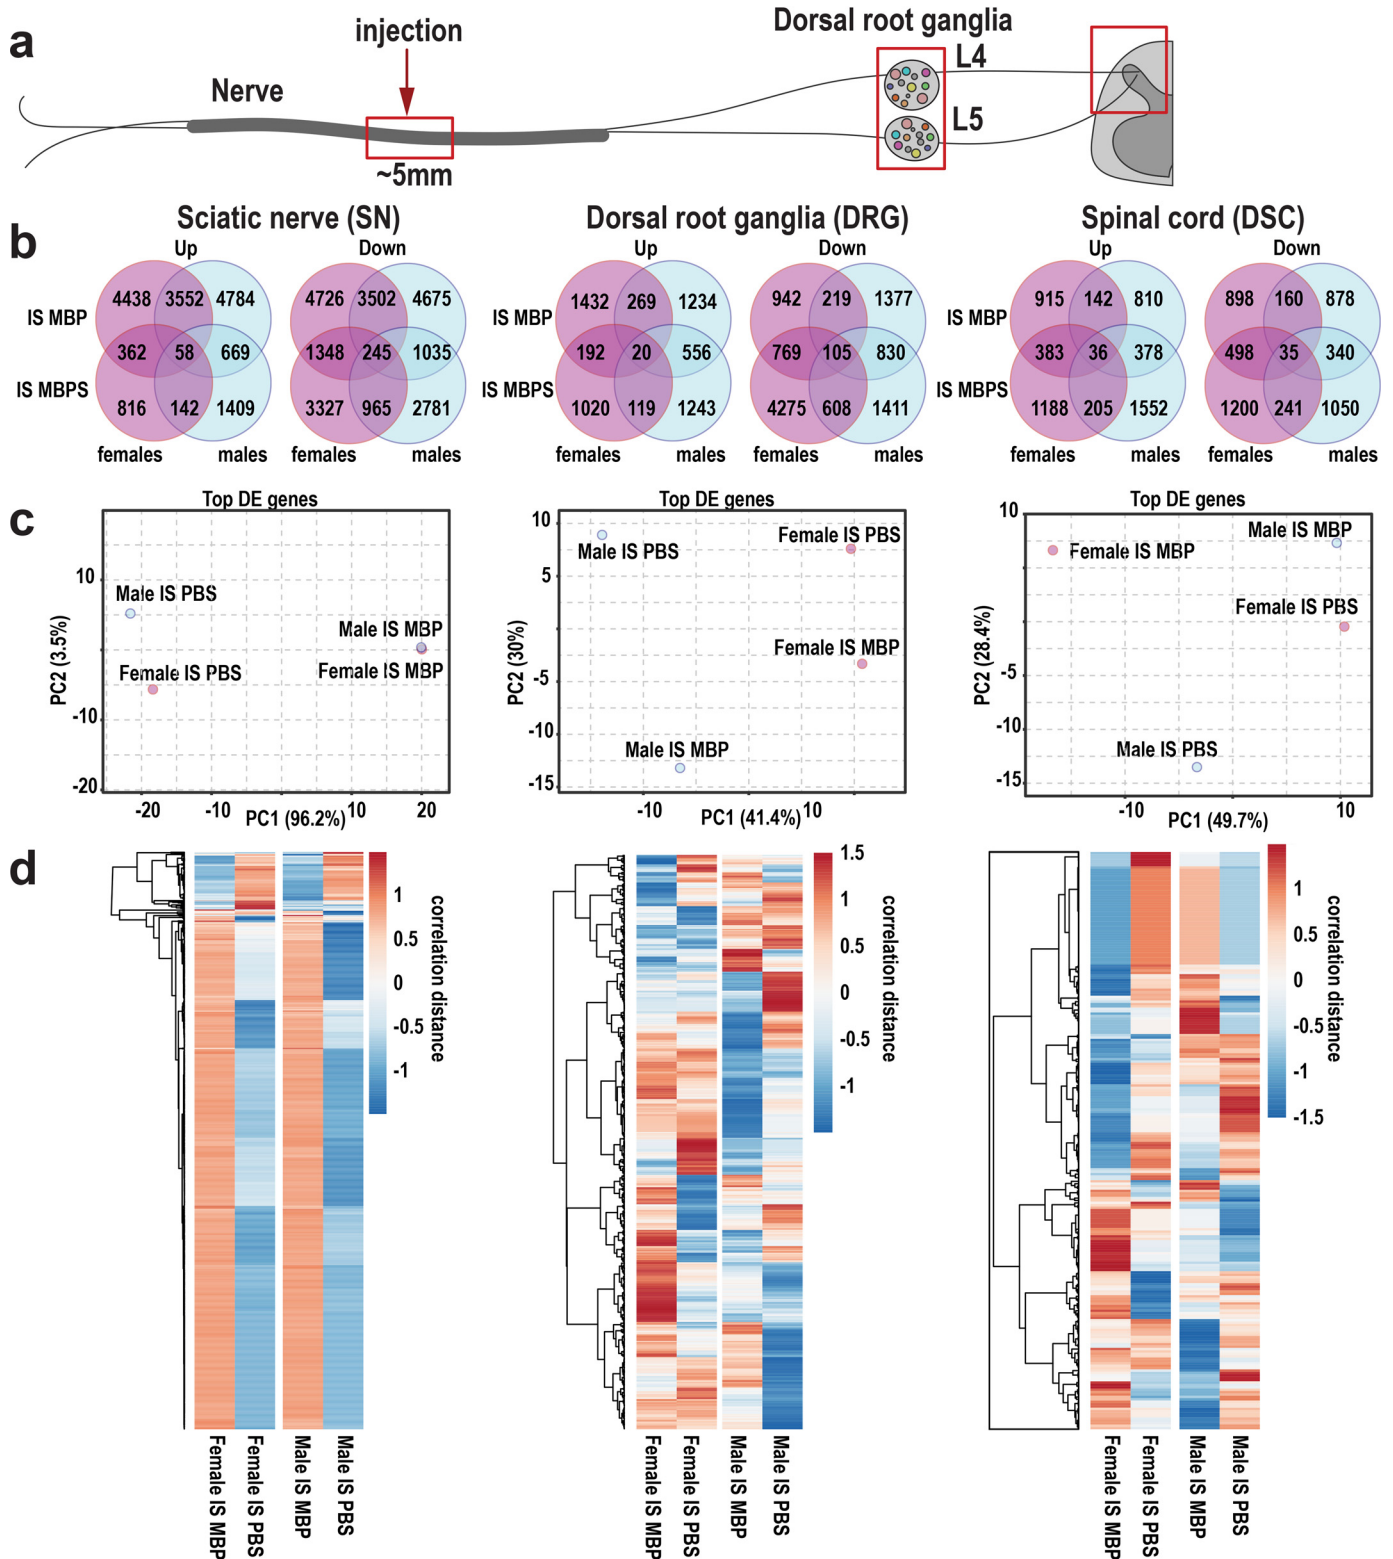 a
injection
Nerve
~5mm
Dorsal root ganglia
L4
L5
b
Sciatic nerve (SN)
Dorsal root ganglia (DRG)
Spinal cord (DSC)
Up
Down
Up
Down
Up
Down
IS MBP
4438 3552 4784
4726 3502 4675
IS MBP
1432 269 1234
942 219 1377
IS MBP
915 142 810
898 160 878
362 58 669
1348 245 1035
192 20 556
769 105 830
383 36 378
498 35 340
IS MBPS
816 142 1409
3327 965 2781
IS MBPS
1020 119 1243
4275 608 1411
IS MBPS
1188 205 1552
1200 241 1050
females males
females males
females males
females males
females males
females males
c
Top DE genes
10
-10
-20
PC2 (3.5%)
Male IS PBS
Female IS PBS
Male IS MBP
Female IS MBP
-20 -10 10 20
PC1 (96.2%)
Top DE genes
10
5
-5
-10
-15
PC2 (30%)
Male IS PBS
Female IS PBS
Female IS MBP
Male IS MBP
-10 10
PC1 (41.4%)
Top DE genes
10
-5
-10
-15
PC2 (28.4%)
Female IS MBP
Male IS MBP
Female IS PBS
Male IS PBS
-10 10
PC1 (49.7%)
d
1
0.5
0
-0.5
-1
correlation distance
Female IS MBP
Female IS PBS
Male IS MBP
Male IS PBS
1.5
1
0.5
0
-0.5
-1
correlation distance
Female IS MBP
Female IS PBS
Male IS MBP
Male IS PBS
1
0.5
0
-0.5
-1
-1.5
correlation distance
Female IS MBP
Female IS PBS
Male IS MBP
Male IS PBS